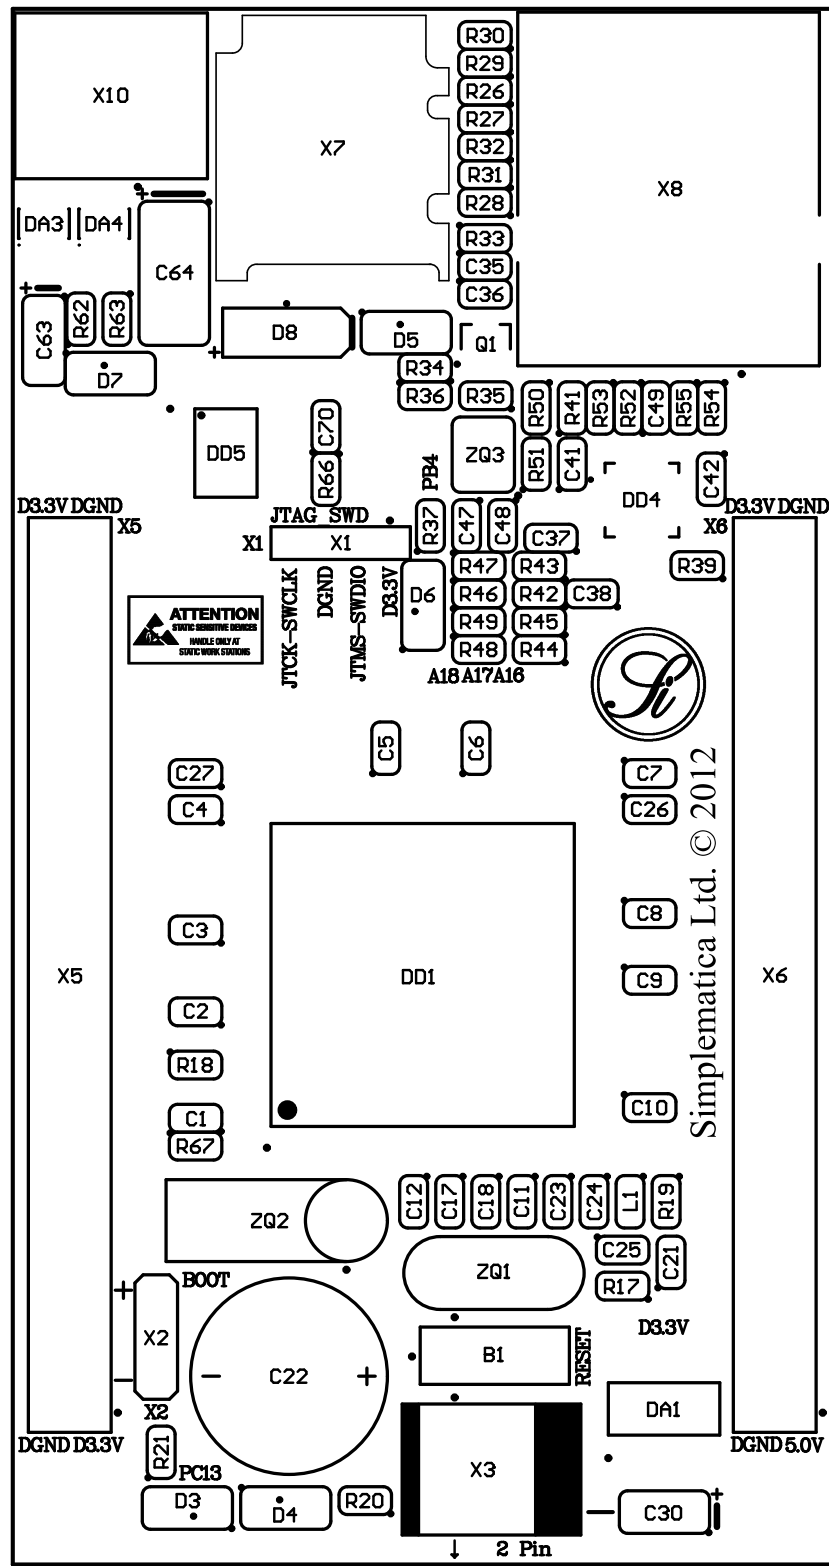 R30
R29
X10
R26
R27
X7
R32
R31
X8
R28
+
DA3 DA4
R33
C64
C35
+
C36
R62 R63
C63
D8
D5
Q1
+
R34
D7
R36 R35 R50 R41 R53 R52 C49 R55 R54
C70
DD5
ZQ3
R51 C41
PB4
R66
C42
DD4
D3.3V DGND
D3.3V DGND
JTAG_SWD
X5
X6
X1 X1
R37 C47 C48
C37
R47 R43
R39
JTCK-SWCLK
DGND
JTMS-SWDIO
D3.3V
D6
R46 R42 C38
ATTENTION
STATIC SENSITIVE DEVICES
HANDLE ONLY AT
STATIC WORK STATIONS
R49 R45
R48 R44
A18 A17 A16
Si
C5 C6
C27
C7
C4
C26
Simplematica Ltd. © 2012
C8
C3
X5
DD1
C9
X6
C2
R18
C1
C10
R67
C12 C17 C18 C11 C23 C24 L1 R19
ZQ2
C25
C21
ZQ1
BOOT
R17
+
D3.3V
X2
B1
RESET
- C22 +
-
X2
DA1
DGND D3.3V
DGND 5.0V
R21
PC13
X3
D3
D4
R20
- C30 +
↓ 2 Pin